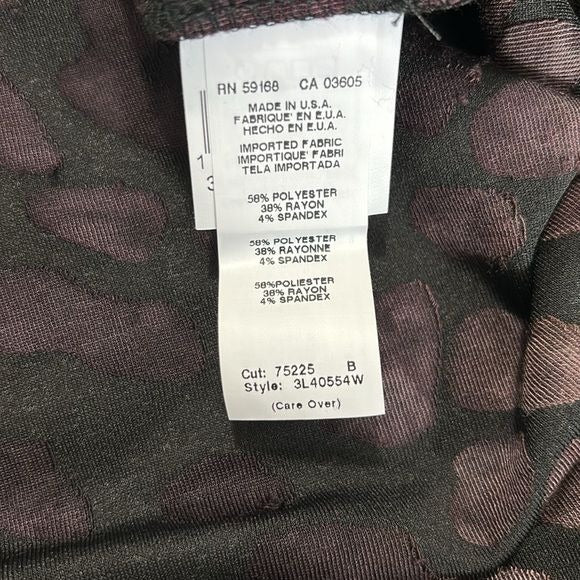 RN 59168 CA 03605
MADE IN U.S.A.
FABRIQUE' EN E.U.A.
HECHO EN E.U.A.
IMPORTED FABRIC
IMPORTIQUE' FABRI
TELA IMPORTADA
58% POLYESTER
38% RAYON
4% SPANDEX
58% POLYESTER
38% RAYONNE
4% SPANDEX
58%POLIESTER
38% RAYON
4% SPANDEX
Cut: 75225 B
Style: 3L40554W
(Care Over)
1
3